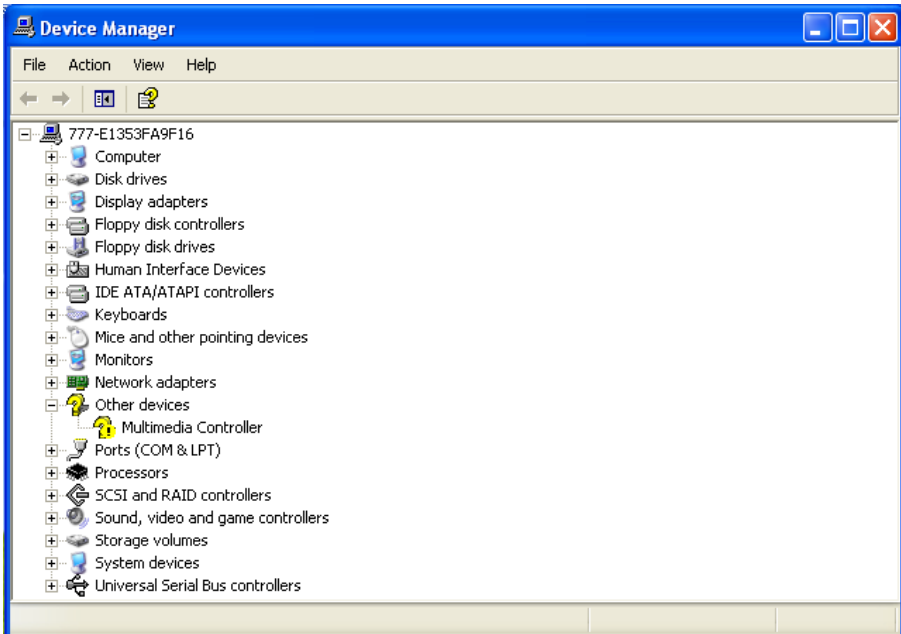 Device Manager
File Action View Help
777-E1353FA9F16
Computer
Disk drives
Display adapters
Floppy disk controllers
Floppy disk drives
Human Interface Devices
IDE ATA/ATAPI controllers
Keyboards
Mice and other pointing devices
Monitors
Network adapters
Other devices
Multimedia Controller
Ports (COM & LPT)
Processors
SCSI and RAID controllers
Sound, video and game controllers
Storage volumes
System devices
Universal Serial Bus controllers